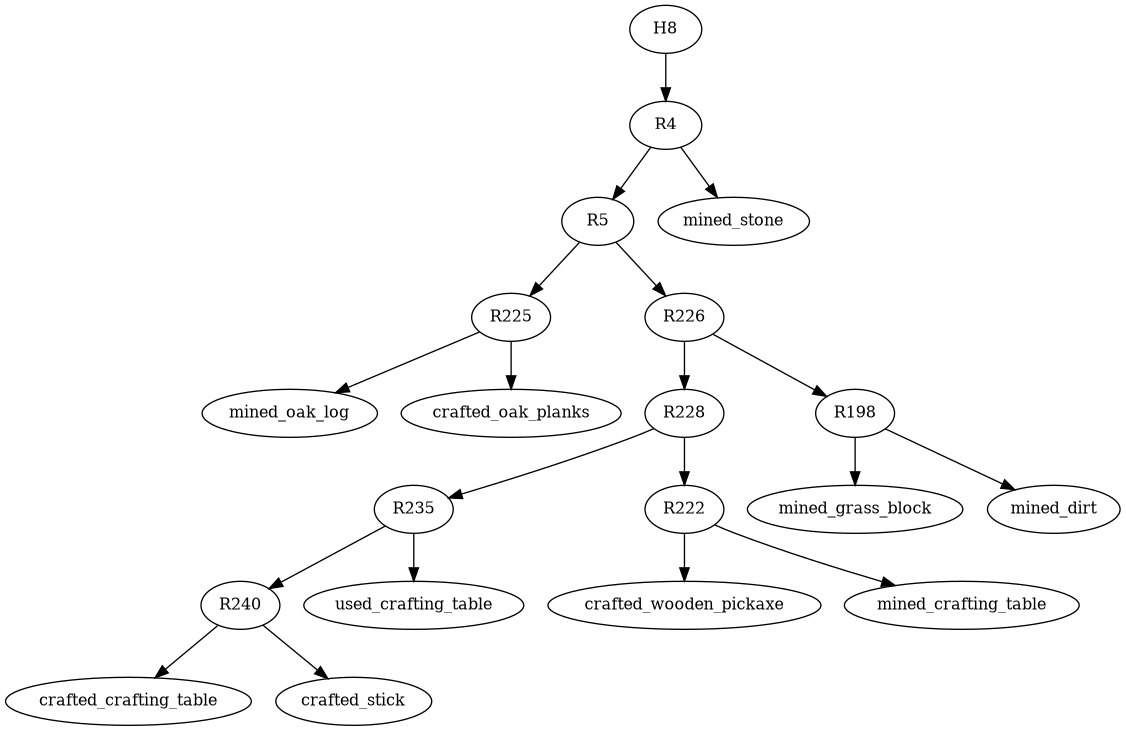 H8
R4
R5
mined_stone
R225
R226
mined_oak_log
crafted_oak_planks
R228
R198
R235
R222
mined_grass_block
mined_dirt
R240
used_crafting_table
crafted_wooden_pickaxe
mined_crafting_table
crafted_crafting_table
crafted_stick